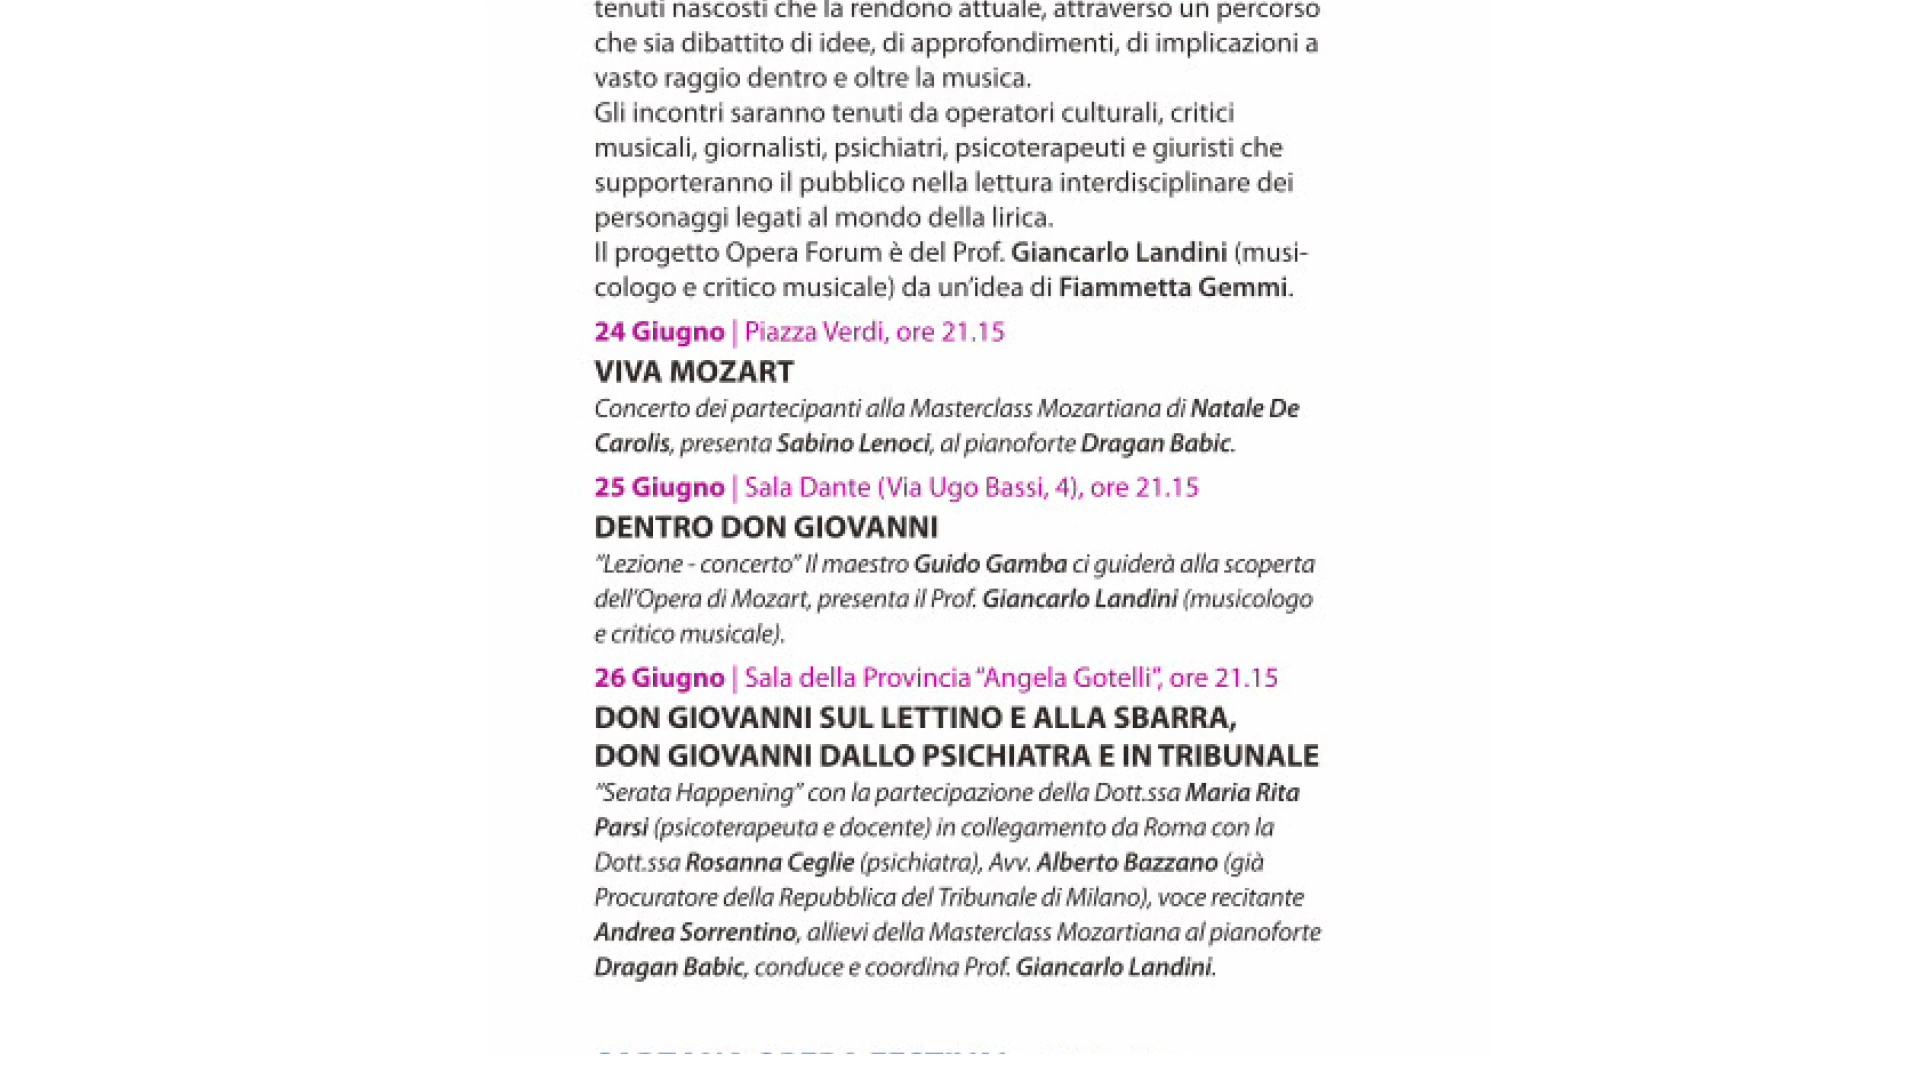 tenuti nascosti che la rendono attuale, attraverso un percorso
che sia dibattito di idee, di approfondimenti, di implicazioni a
vasto raggio dentro e oltre la musica.
Gli incontri saranno tenuti da operatori culturali, critici
musicali, giornalisti, psichiatri, psicoterapeuti e giuristi che
supporteranno il pubblico nella lettura interdisciplinare dei
personaggi legati al mondo della lirica.
Il progetto Opera Forum è del Prof. Giancarlo Landini (musi-
cologo e critico musicale) da un'idea di Fiammetta Gemmi.
24 Giugno | Piazza Verdi, ore 21.15
VIVA MOZART
Concerto dei partecipanti alla Masterclass Mozartiana di Natale De
Carolis, presenta Sabino Lenoci, al pianoforte Dragan Babic.
25 Giugno | Sala Dante (Via Ugo Bassi, 4), ore 21.15
DENTRO DON GIOVANNI
“Lezione - concerto” Il maestro Guido Gamba ci guiderà alla scoperta
dell'Opera di Mozart, presenta il Prof. Giancarlo Landini (musicologo
e critico musicale).
26 Giugno | Sala della Provincia “Angela Gotelli”, ore 21.15
DON GIOVANNI SUL LETTINO E ALLA SBARRA,
DON GIOVANNI DALLO PSICHIATRA E IN TRIBUNALE
“Serata Happening” con la partecipazione della Dott.ssa Maria Rita
Parsi (psicoterapeuta e docente) in collegamento da Roma con la
Dott.ssa Rosanna Ceglie (psichiatra), Avv. Alberto Bazzano (già
Procuratore della Repubblica del Tribunale di Milano), voce recitante
Andrea Sorrentino, allievi della Masterclass Mozartiana al pianoforte
Dragan Babic, conduce e coordina Prof. Giancarlo Landini.